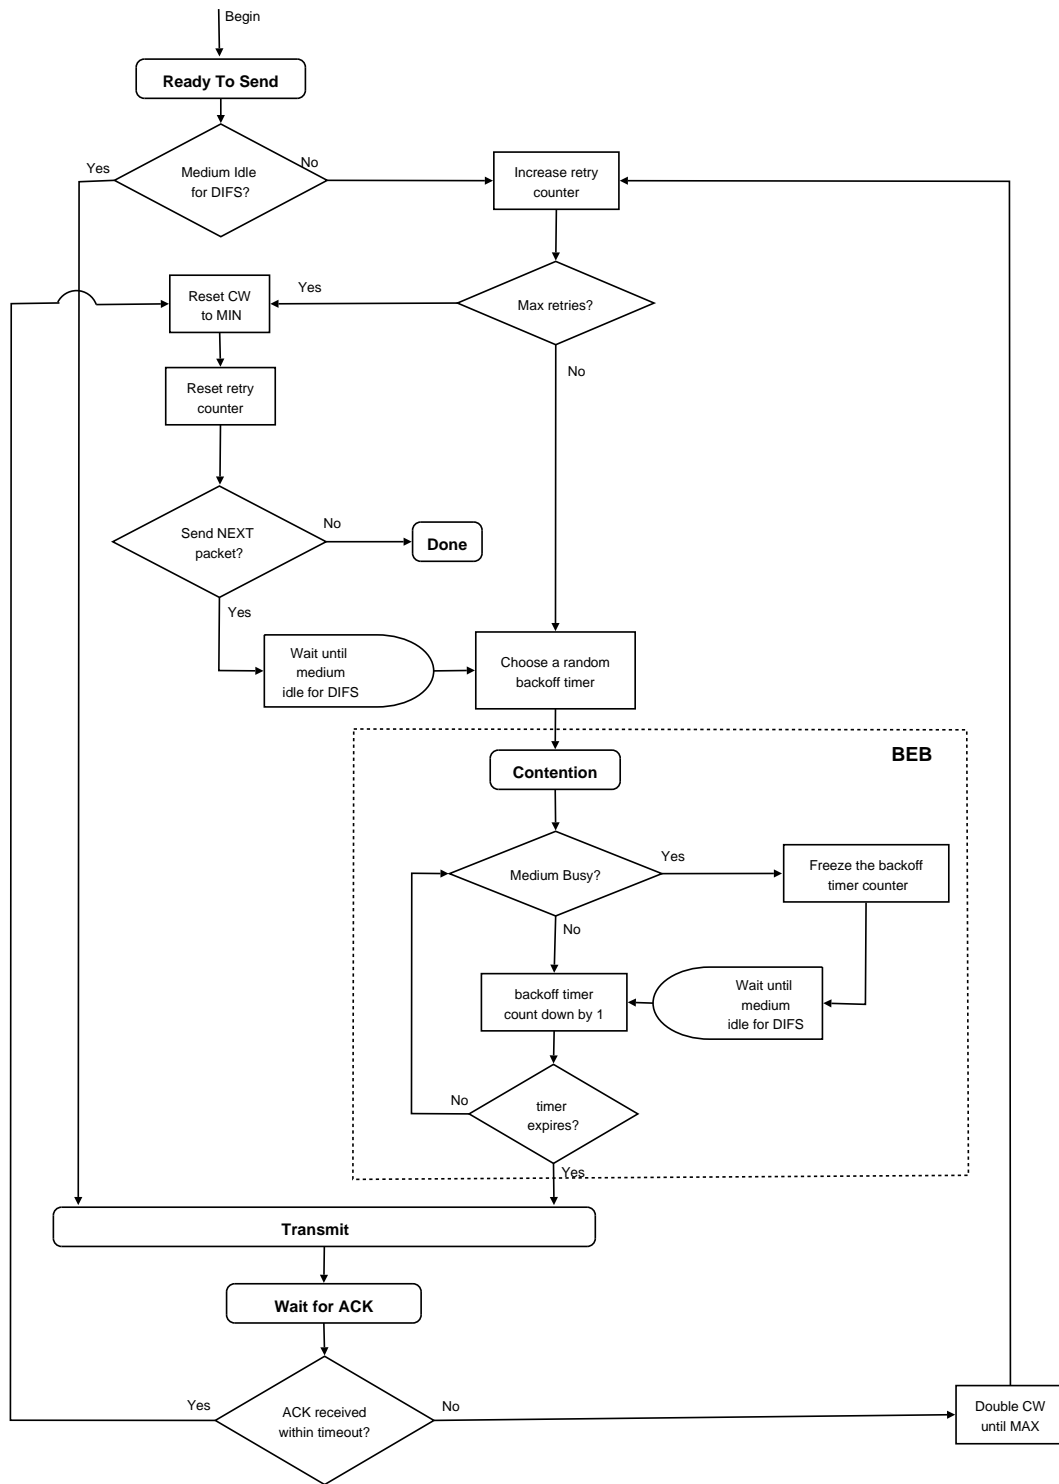 Begin
Ready To Send
Yes
Medium Idle
for DIFS?
No
Increase retry
counter
Reset CW
to MIN
Yes
Max retries?
No
Reset retry
counter
Send NEXT
packet?
No
Done
Yes
Wait until
medium
idle for DIFS
Choose a random
backoff timer
BEB
Contention
Medium Busy?
Yes
Freeze the backoff
timer counter
No
backoff timer
count down by 1
Wait until
medium
idle for DIFS
No
timer
expires?
Yes
Transmit
Wait for ACK
Yes
ACK received
within timeout?
No
Double CW
until MAX